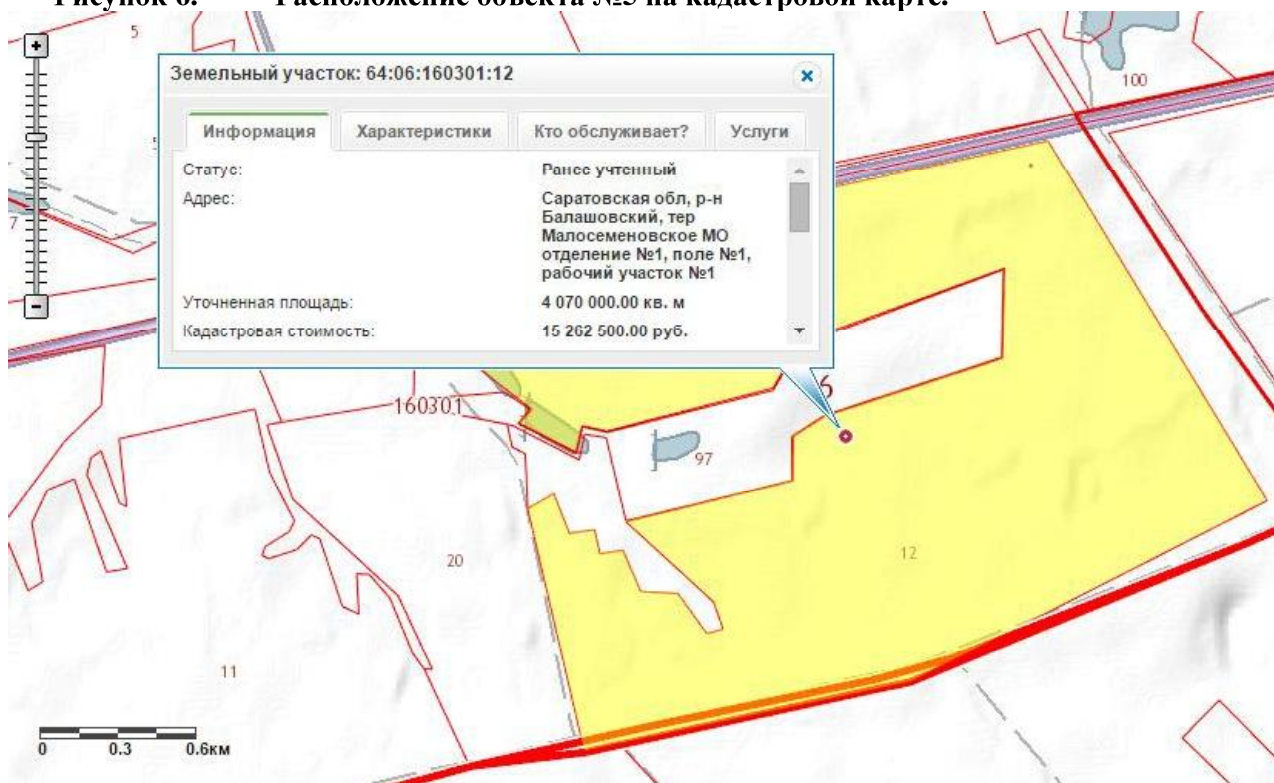 Рисунок 6. Расположение объекта №5 на кадастровой карте.
5
Земельный участок: 64:06:160301:12
100
Информация Характеристики Кто обслуживает? Услуги
Статус: Ранее учтенный
Адрес: Саратовская обл, р-н
Балашовский, тер
Малосеменовское МО
отделение №1, поле №1,
рабочий участок №1
7
Уточненная площадь: 4 070 000.00 кв. м
Кадастровая стоимость: 15 262 500.00 руб.
6
160301
97
12
20
11
0 0.3 0.6км